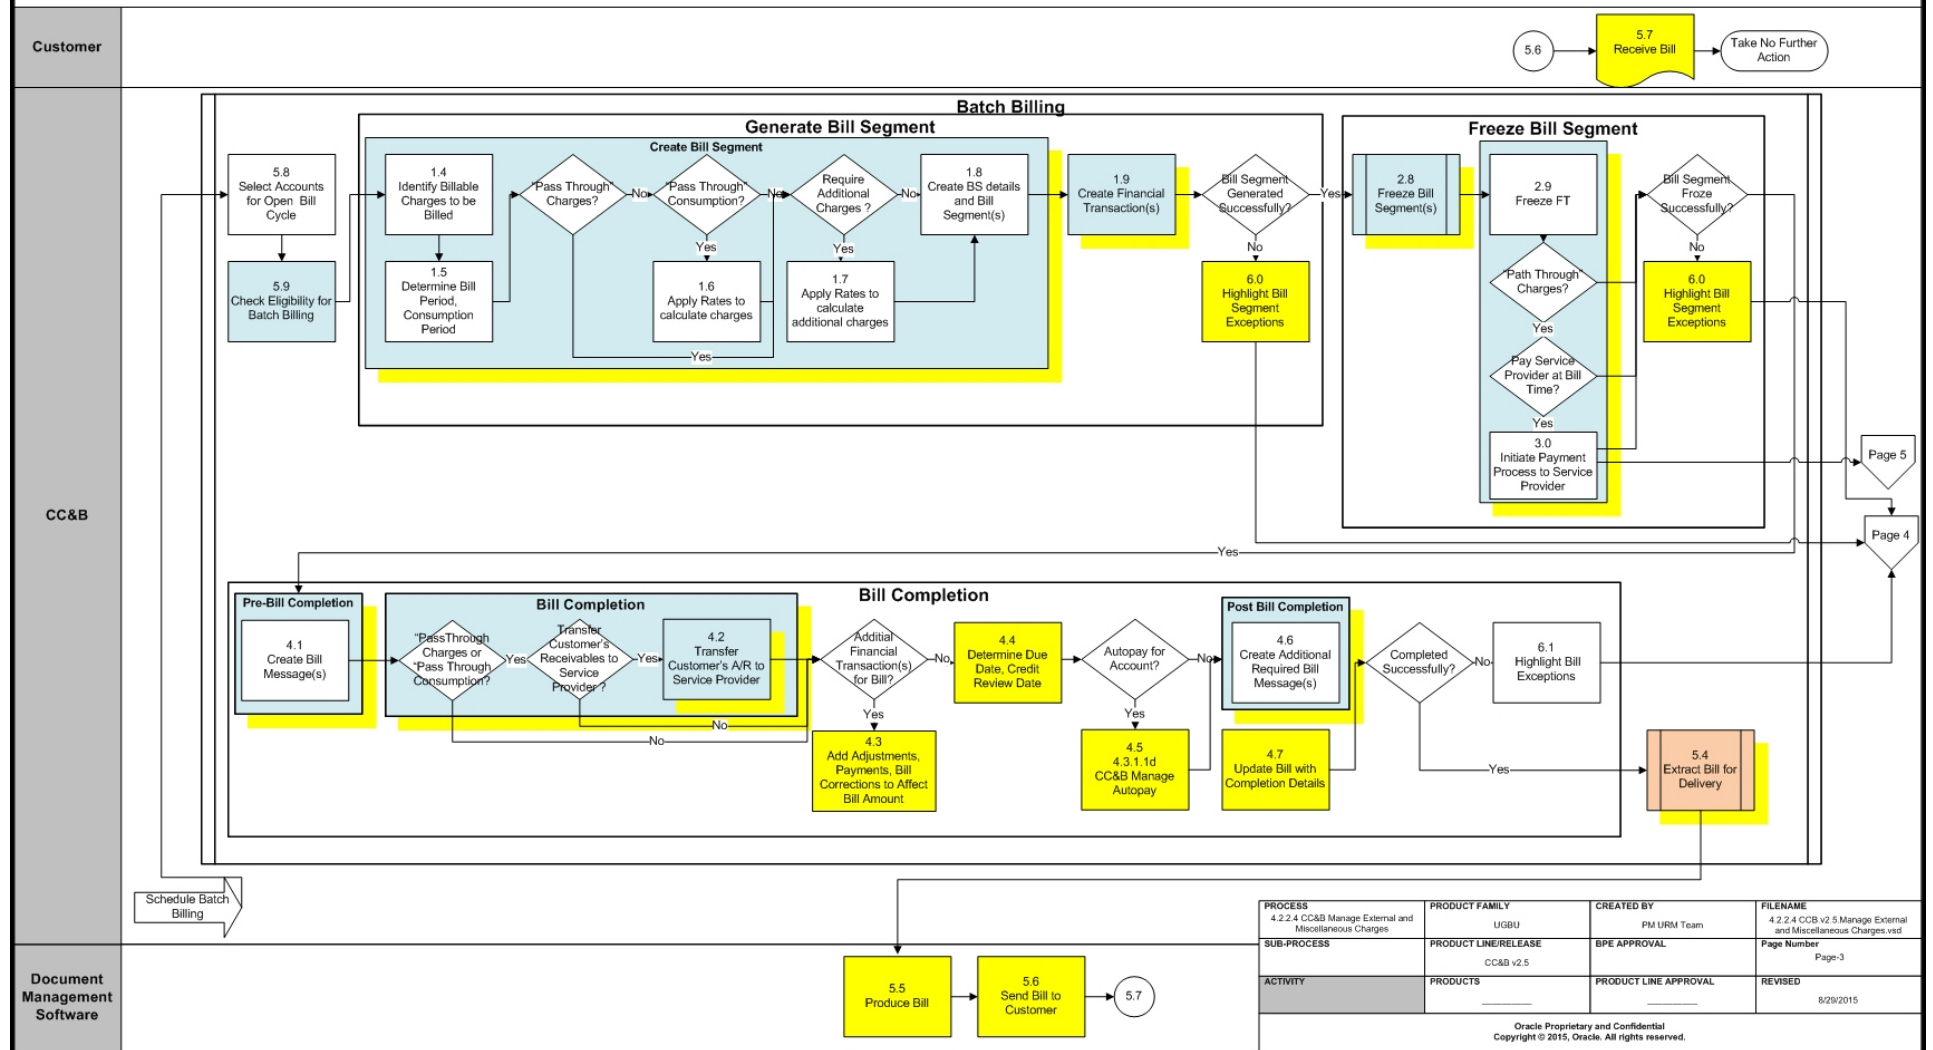 Customer
5.6
5.7
Receive Bill
Take No Further
Action
CC&B
Batch Billing
Generate Bill Segment
Create Bill Segment
5.8
Select Accounts
for Open Bill
Cycle
5.9
Check Eligibility for
Batch Billing
1.4
Identify Billable
Charges to be
Billed
1.5
Determine Bill
Period,
Consumption
Period
"Pass Through"
Charges?
No
"Pass Through"
Consumption?
No
Yes
1.6
Apply Rates to
calculate charges
Yes
Require
Additional
Charges ?
No
Yes
1.7
Apply Rates to
calculate
additional charges
1.8
Create BS details
and Bill
Segment(s)
1.9
Create Financial
Transaction(s)
Bill Segment
Generated
Successfully?
Yes
No
6.0
Highlight Bill
Segment
Exceptions
Freeze Bill Segment
2.8
Freeze Bill
Segment(s)
2.9
Freeze FT
"Path Through"
Charges?
Yes
Pay Service
Provider at Bill
Time?
Yes
3.0
Initiate Payment
Process to Service
Provider
Bill Segment
Froze
Successfully?
No
6.0
Highlight Bill
Segment
Exceptions
Page 5
Page 4
Yes
Bill Completion
Pre-Bill Completion
4.1
Create Bill
Message(s)
Bill Completion
"PassThrough
Charges or
"Pass Through
Consumption?
Yes
Transfer
Customer's
Receivables to
Service
Provider ?
Yes
4.2
Transfer
Customer's A/R to
Service Provider
No
No
Additial
Financial
Transaction(s)
for Bill?
No
Yes
4.3
Add Adjustments,
Payments, Bill
Corrections to Affect
Bill Amount
4.4
Determine Due
Date, Credit
Review Date
Autopay for
Account?
No
Yes
4.5
4.3.1.1d
CC&B Manage
Autopay
Post Bill Completion
4.6
Create Additional
Required Bill
Message(s)
4.7
Update Bill with
Completion Details
Completed
Successfully?
No
Yes
6.1
Highlight Bill
Exceptions
5.4
Extract Bill for
Delivery
Schedule Batch
Billing
Document
Management
Software
5.5
Produce Bill
5.6
Send Bill to
Customer
5.7
PROCESS
4.2.2.4 CC&B Manage External and
Miscellaneous Charges
PRODUCT FAMILY
UGBU
CREATED BY
PM URM Team
FILENAME
4.2.2.4 CCB v2.5.Manage External
and Miscellaneous Charges.vsd
SUB-PROCESS
PRODUCT LINE/RELEASE
CC&B v2.5
BPE APPROVAL
Page Number
Page-3
ACTIVITY
PRODUCTS
PRODUCT LINE APPROVAL
REVISED
8/29/2015
Oracle Proprietary and Confidential
Copyright © 2015, Oracle. All rights reserved.